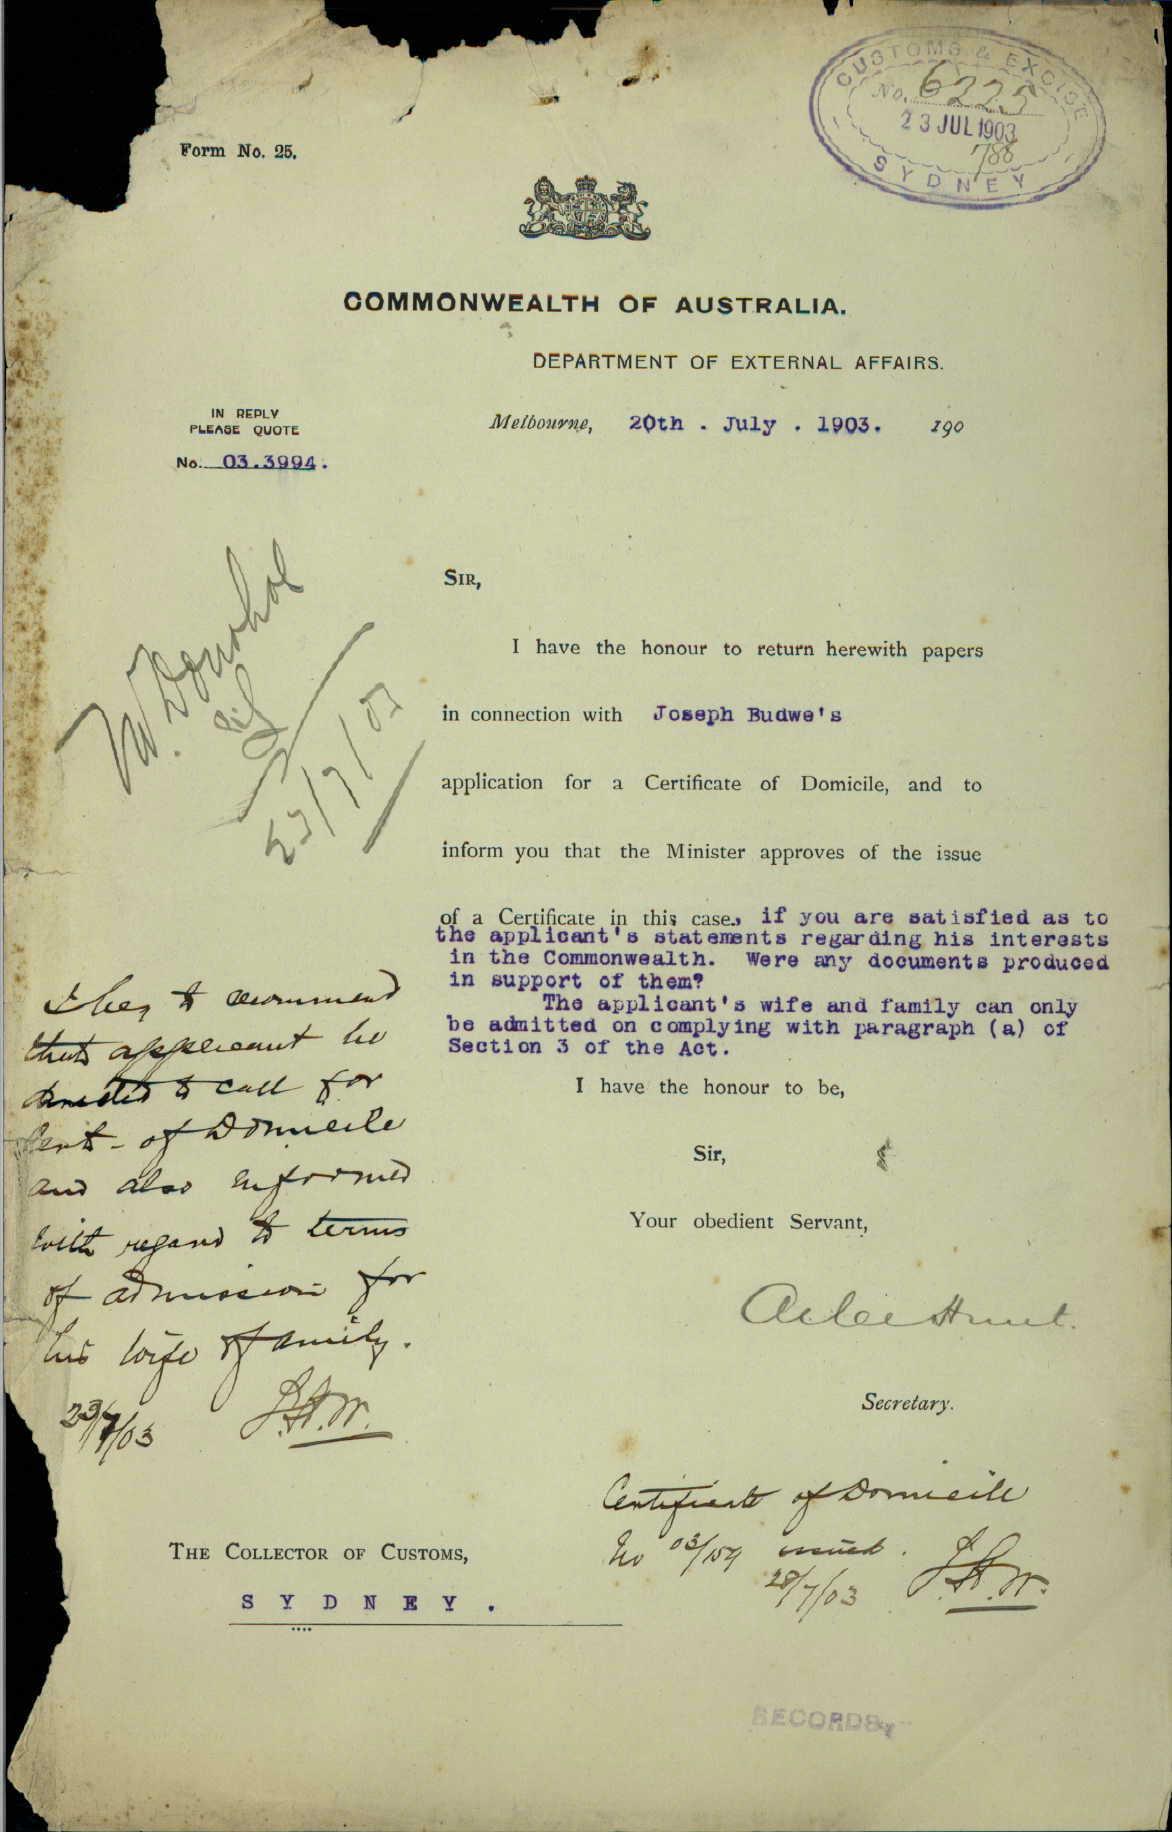 CUSTOMS & EXCISE
No. 6225
23 JUL 1903
788
SYDNEY
Form No. 25.
COMMONWEALTH OF AUSTRALIA.
DEPARTMENT OF EXTERNAL AFFAIRS.
IN REPLY
PLEASE QUOTE
No. 03.3994.
Melbourne, 20th . July . 1903. 190
SIR,
I have the honour to return herewith papers
in connection with Joseph Budwe's
application for a Certificate of Domicile, and to
inform you that the Minister approves of the issue
of a Certificate in this case., if you are satisfied as to
the applicant's statements regarding his interests
in the Commonwealth. Were any documents produced
in support of them?
The applicant's wife and family can only
be admitted on complying with paragraph (a) of
Section 3 of the Act.
I have the honour to be,
Sir,
Your obedient Servant,
Atlee Hunt.
Secretary.
W. Donohoe
23/7/03
I beg to recommend
that applicant be
directed to call for
Cert- of Domicile
and also informed
with regard to terms
of admission for
his wife & family.
23/7/03 J.A.W.
THE COLLECTOR OF CUSTOMS,
SYDNEY.
Certificate of Domicile
No 03/159 issued.
28/7/03 J.A.W.
RECORDS